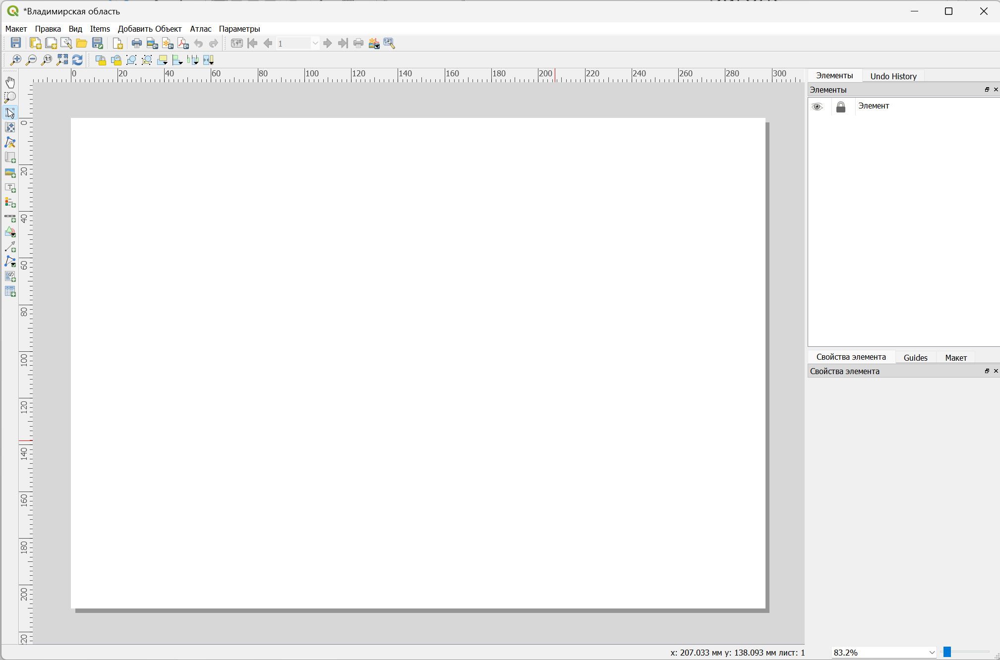 *Владимирская область
Макет Правка Вид Items Добавить Объект Атлас Параметры
1
1:1
0 20 40 60 80 100 120 140 160 180 200 220 240 260 280 300
Элементы Undo History
Элементы
Элемент
0
20
40
60
80
100
120
140
160
180
200
220
Свойства элемента Guides Макет
Свойства элемента
x: 207.033 мм y: 138.093 мм лист: 1 83.2%